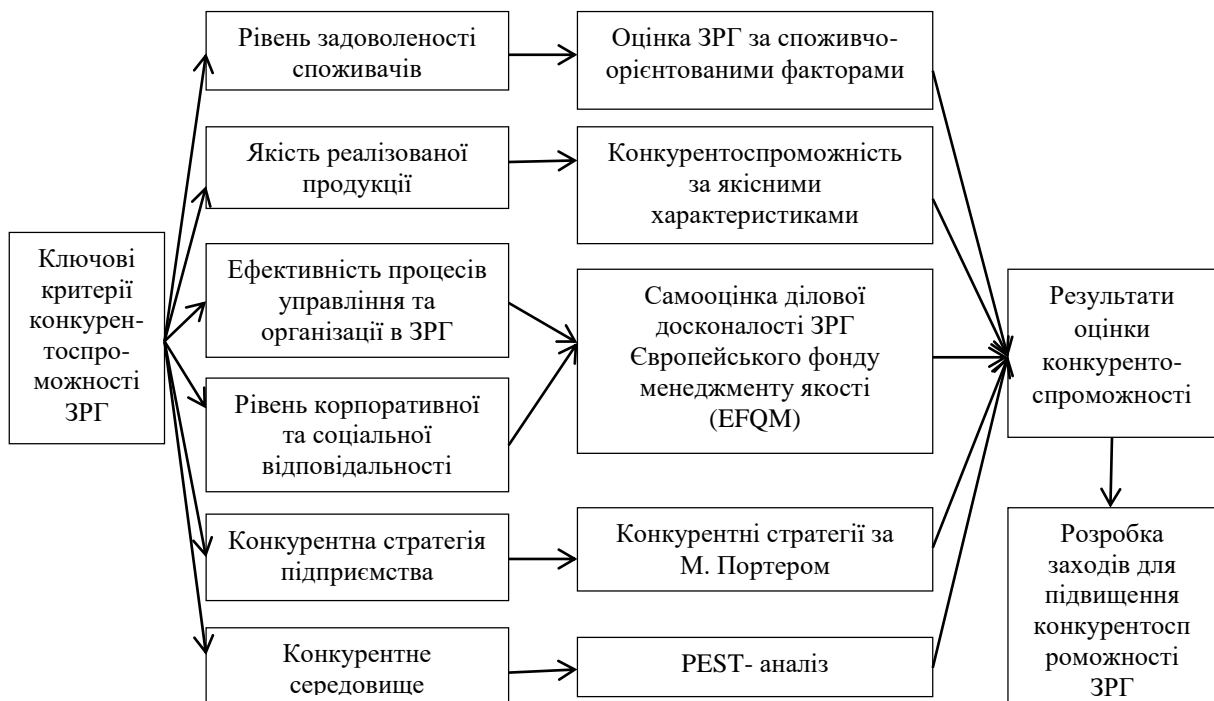 Рівень задоволеності
споживачів
Оцінка ЗРГ за споживчо-
орієнтованими факторами
Якість реалізованої
продукції
Конкурентоспроможність
за якісними
характеристиками
Ключові
критерії
конкурен-
тоспро-
можності
ЗРГ
Ефективність процесів
управління та
організації в ЗРГ
Рівень корпоративної
та соціальної
відповідальності
Самооцінка ділової
досконалості ЗРГ
Європейського фонду
менеджменту якості
(EFQM)
Результати
оцінки
конкуренто-
спроможності
Конкурентна стратегія
підприємства
Конкурентні стратегії за
М. Портером
Конкурентне
середовище
PEST- аналіз
Розробка
заходів для
підвищення
конкурентосп
роможності
ЗРГ